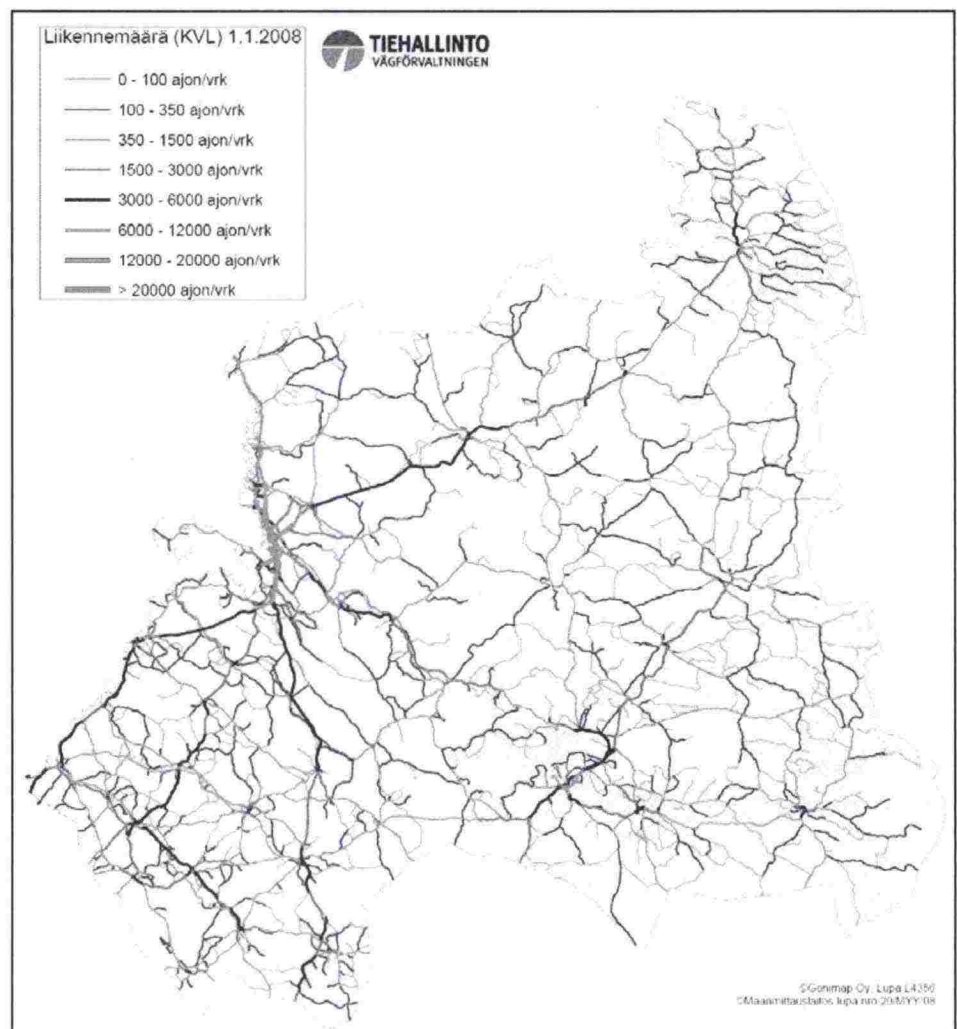 Liikennemäärä (KVL) 1.1.2008
TIEHALLINTO
VÄGFÖRVALTNINGEN
0 - 100 ajon/vrk
100 - 350 ajon/vrk
350 - 1500 ajon/vrk
1500 - 3000 ajon/vrk
3000 - 6000 ajon/vrk
6000 - 12000 ajon/vrk
12000 - 20000 ajon/vrk
> 20000 ajon/vrk
©Genimap Oy, Lupa L4356
©Maanmittauslaitos lupa nro 20/MYY/08